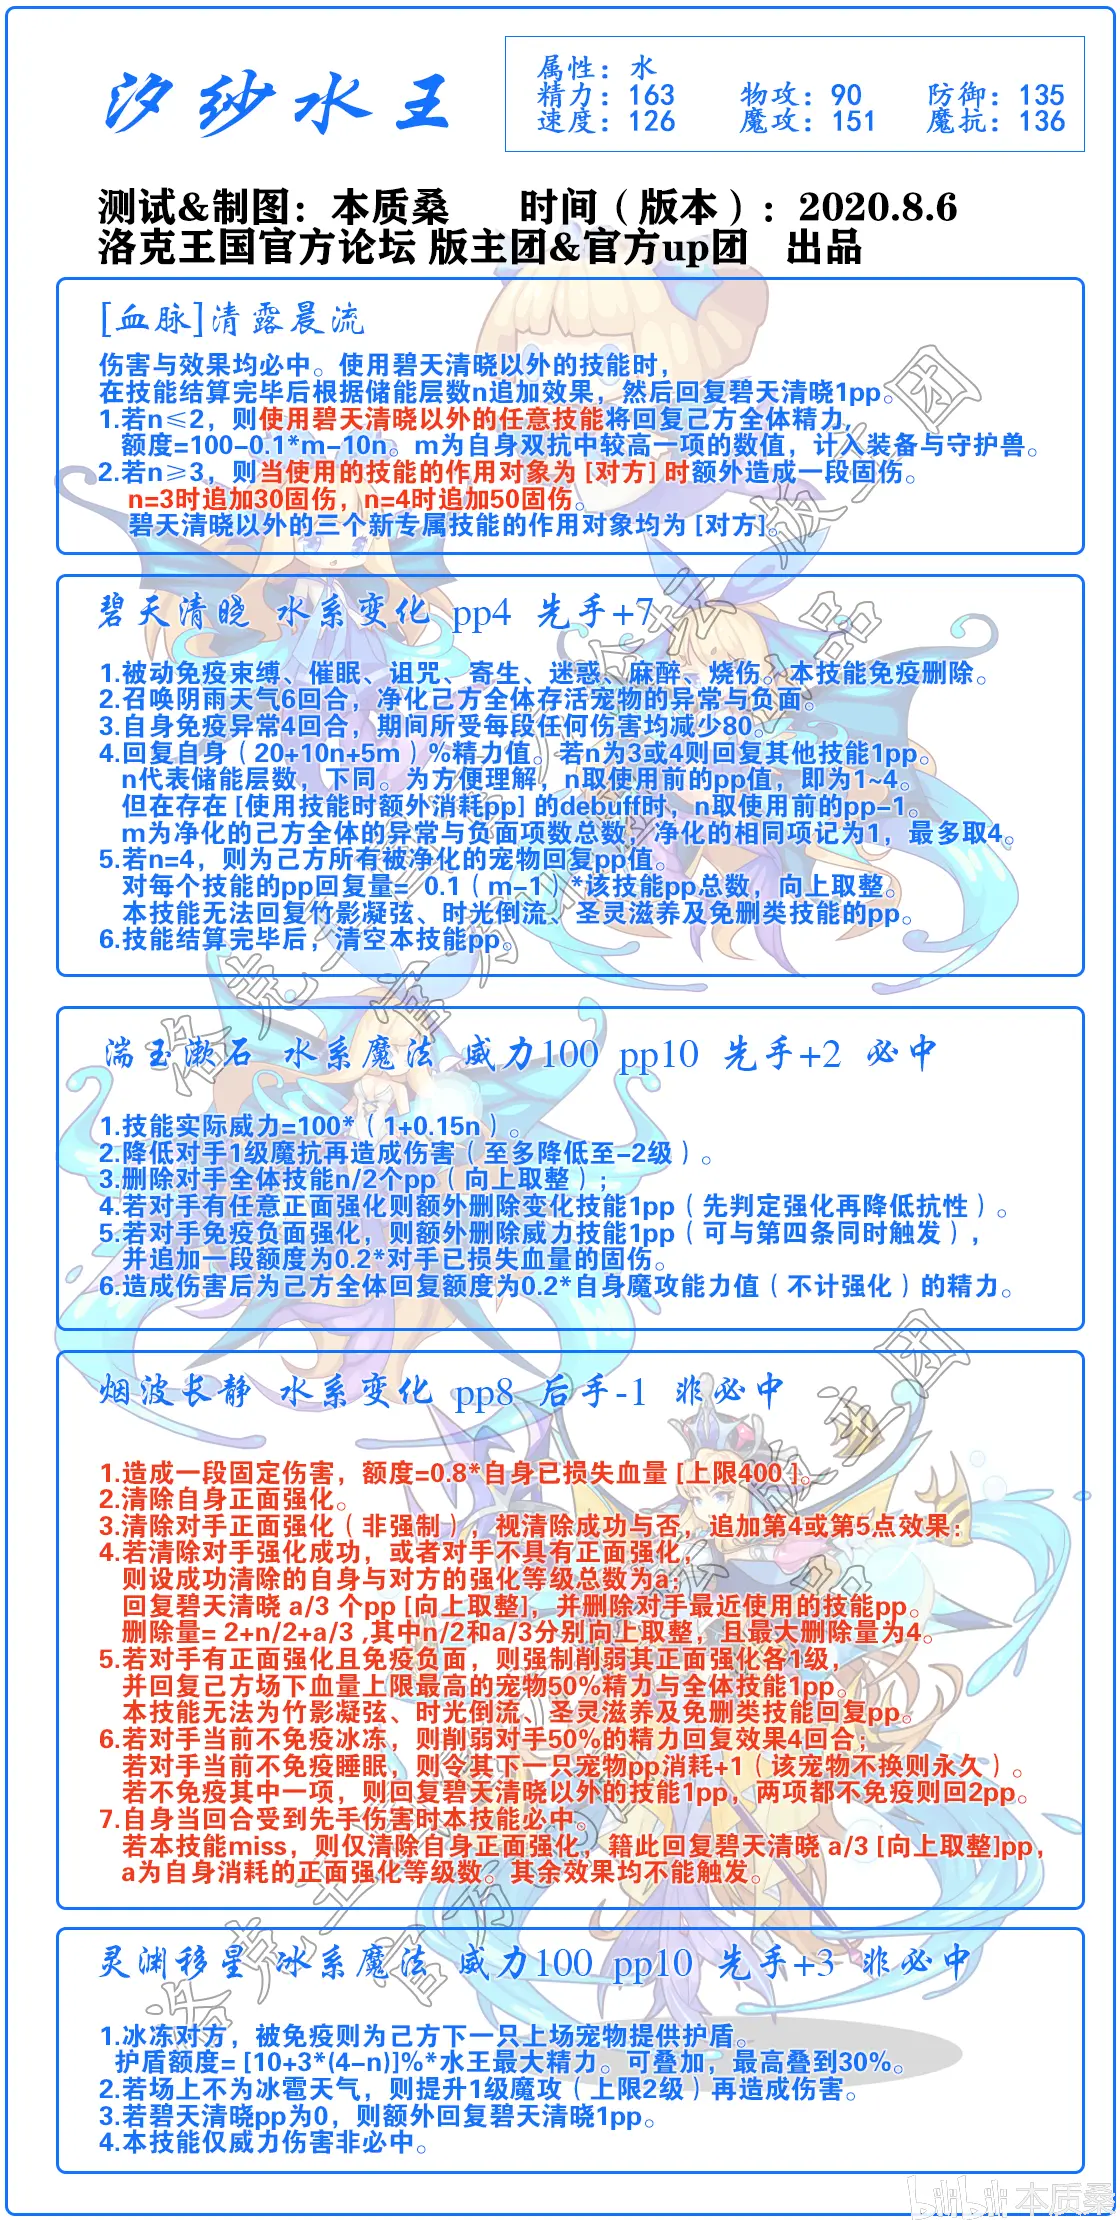 汐纱水王
属性：水
精力：163 物攻：90 防御：135
速度：126 魔攻：151 魔抗：136
测试&制图：本质桑 时间（版本）：2020.8.6
洛克王国官方论坛 版主团&官方up团 出品
[血脉]清露晨流
伤害与效果均必中。使用碧天清晓以外的技能时，
在技能结算完毕后根据储能层数n追加效果，然后回复碧天清晓1pp。
1.若n≤2，则使用碧天清晓以外的任意技能将回复己方全体精力，
额度=100-0.1*m-10n。m为自身双抗中较高一项的数值，计入装备与守护兽。
2.若n≥3，则当使用的技能的作用对象为 [对方] 时额外造成一段固伤。
n=3时追加30固伤，n=4时追加50固伤。
碧天清晓以外的三个新专属技能的作用对象均为 [对方]。
碧天清晓 水系变化 pp4 先手+7
1.被动免疫束缚、催眠、诅咒、寄生、迷惑、麻醉、烧伤。本技能免疫删除。
2.召唤阴雨天气6回合，净化己方全体存活宠物的异常与负面。
3.自身免疫异常4回合，期间所受每段任何伤害均减少80。
4.回复自身（20+10n+5m）%精力值。若n为3或4则回复其他技能1pp。
n代表储能层数，下同。为方便理解，n取使用前的pp值，即为1~4。
但在存在 [使用技能时额外消耗pp] 的debuff时，n取使用前的pp-1。
m为净化的己方全体的异常与负面项数总数，净化的相同项记为1，最多取4。
5.若n=4，则为己方所有被净化的宠物回复pp值。
对每个技能的pp回复量= 0.1（m-1）*该技能pp总数，向上取整。
本技能无法回复竹影凝弦、时光倒流、圣灵滋养及免删类技能的pp。
6.技能结算完毕后，清空本技能pp。
湍玉漱石 水系魔法 威力100 pp10 先手+2 必中
1.技能实际威力=100*（1+0.15n）。
2.降低对手1级魔抗再造成伤害（至多降低至-2级）。
3.删除对手全体技能n/2个pp（向上取整）；
4.若对手有任意正面强化则额外删除变化技能1pp（先判定强化再降低抗性）。
5.若对手免疫负面强化，则额外删除威力技能1pp（可与第四条同时触发），
并追加一段额度为0.2*对手已损失血量的固伤。
6.造成伤害后为己方全体回复额度为0.2*自身魔攻能力值（不计强化）的精力。
烟波长静 水系变化 pp8 后手-1 非必中
1.造成一段固定伤害，额度=0.8*自身已损失血量 [上限400 ]。
2.清除自身正面强化。
3.清除对手正面强化（非强制），视清除成功与否，追加第4或第5点效果：
4.若清除对手强化成功，或者对手不具有正面强化，
则设成功清除的自身与对方的强化等级总数为a；
回复碧天清晓 a/3 个pp [向上取整]，并删除对手最近使用的技能pp。
删除量= 2+n/2+a/3 ,其中n/2和a/3分别向上取整，且最大删除量为4。
5.若对手有正面强化且免疫负面，则强制削弱其正面强化各1级，
并回复己方场下血量上限最高的宠物50%精力与全体技能1pp。
本技能无法为竹影凝弦、时光倒流、圣灵滋养及免删类技能回复pp。
6.若对手当前不免疫冰冻，则削弱对手50%的精力回复效果4回合；
若对手当前不免疫睡眠，则令其下一只宠物pp消耗+1（该宠物不换则永久）。
若不免疫其中一项，则回复碧天清晓以外的技能1pp，两项都不免疫则回2pp。
7.自身当回合受到先手伤害时本技能必中。
若本技能miss，则仅清除自身正面强化，籍此回复碧天清晓 a/3 [向上取整]pp，
a为自身消耗的正面强化等级数。其余效果均不能触发。
灵渊移星 冰系魔法 威力100 pp10 先手+3 非必中
1.冰冻对方，被免疫则为己方下一只上场宠物提供护盾。
护盾额度= [10+3*(4-n)]%*水王最大精力。可叠加，最高叠到30%。
2.若场上不为冰雹天气，则提升1级魔攻（上限2级）再造成伤害。
3.若碧天清晓pp为0，则额外回复碧天清晓1pp。
4.本技能仅威力伤害非必中。
bilibili 本质桑